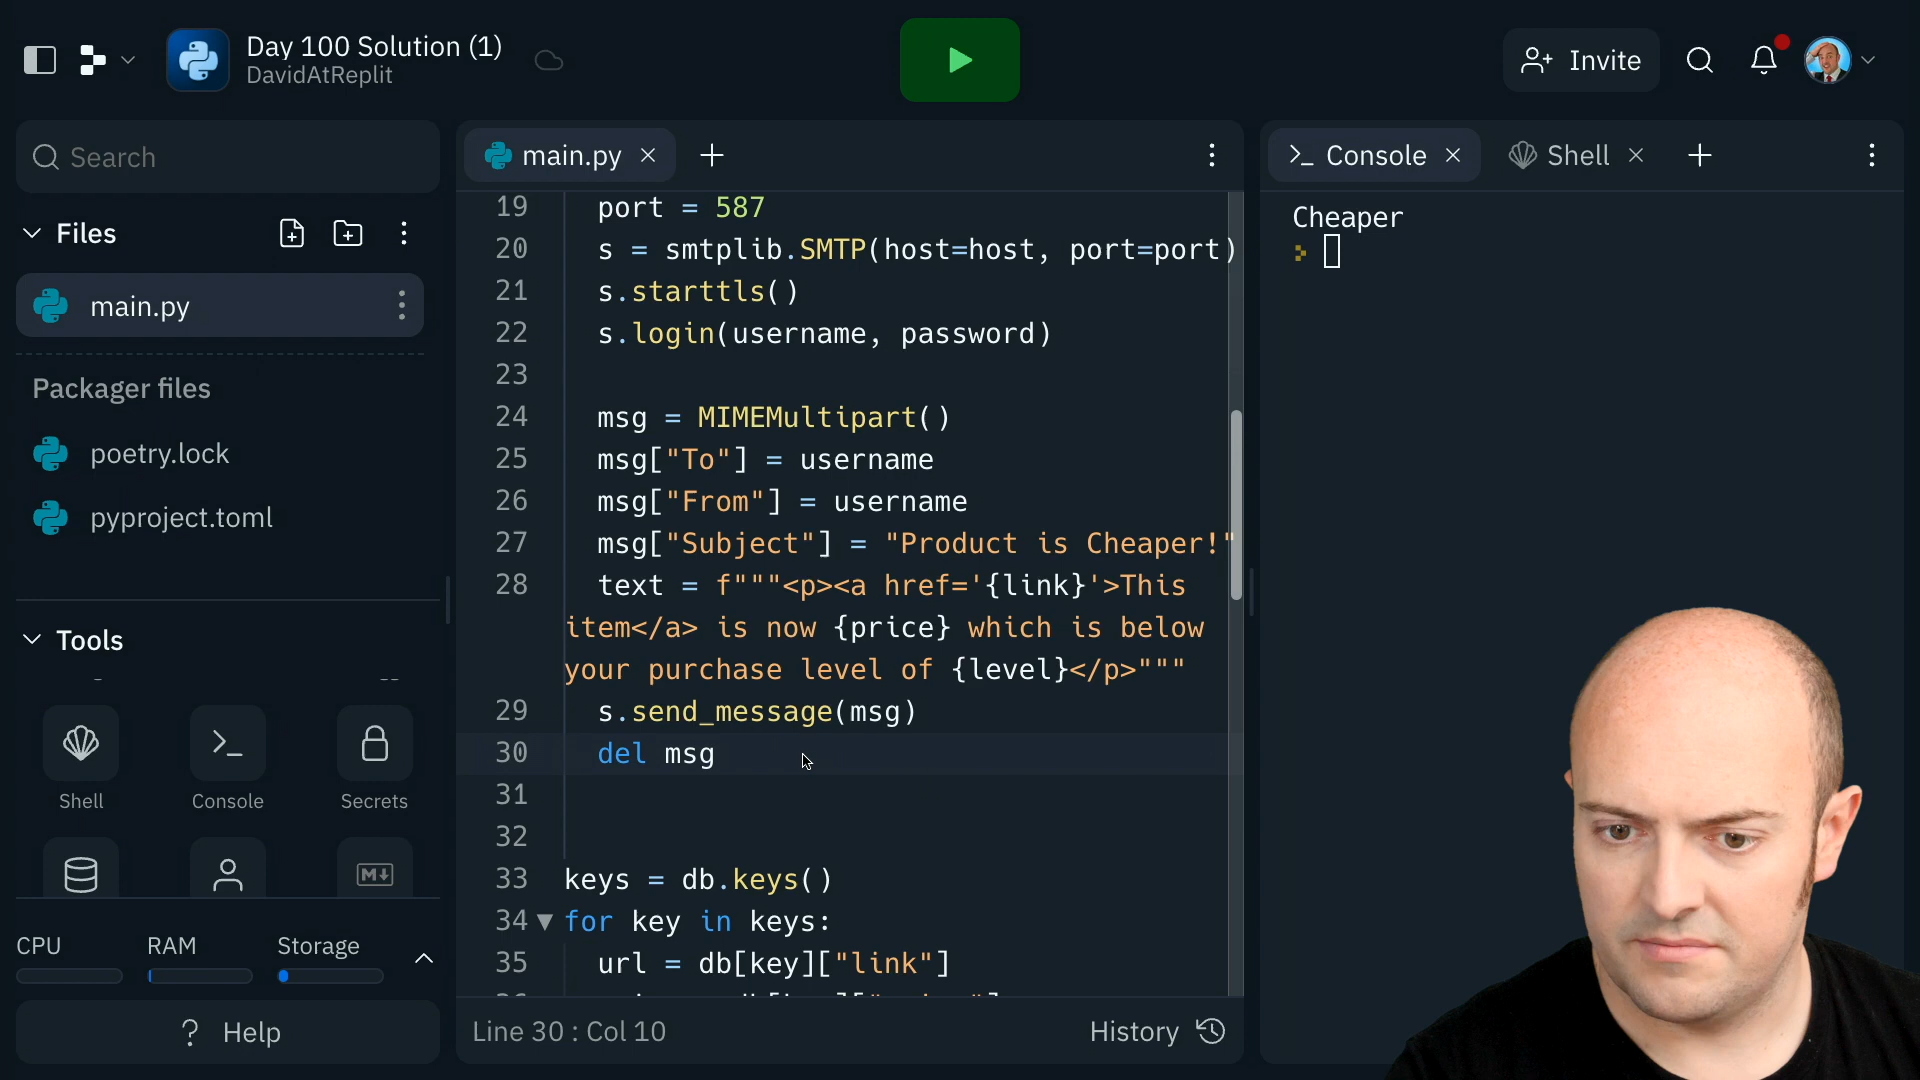 Day 100 Solution (1)
DavidAtReplit
Invite
Search
Files
main.py
Packager files
poetry.lock
pyproject.toml
Tools
Shell
Console
Secrets
CPU
RAM
Storage
? Help
main.py
19 port = 587
20 s = smtplib.SMTP(host=host, port=port)
21 s.starttls()
22 s.login(username, password)
23
24 msg = MIMEMultipart()
25 msg["To"] = username
26 msg["From"] = username
27 msg["Subject"] = "Product is Cheaper!"
28 text = f"""<p><a href='{link}'>This
item</a> is now {price} which is below
your purchase level of {level}</p>"""
29 s.send_message(msg)
30 del msg
31
32
33 keys = db.keys()
34 for key in keys:
35 url = db[key]["link"]
Line 30 : Col 10
History
Console
Shell
Cheaper